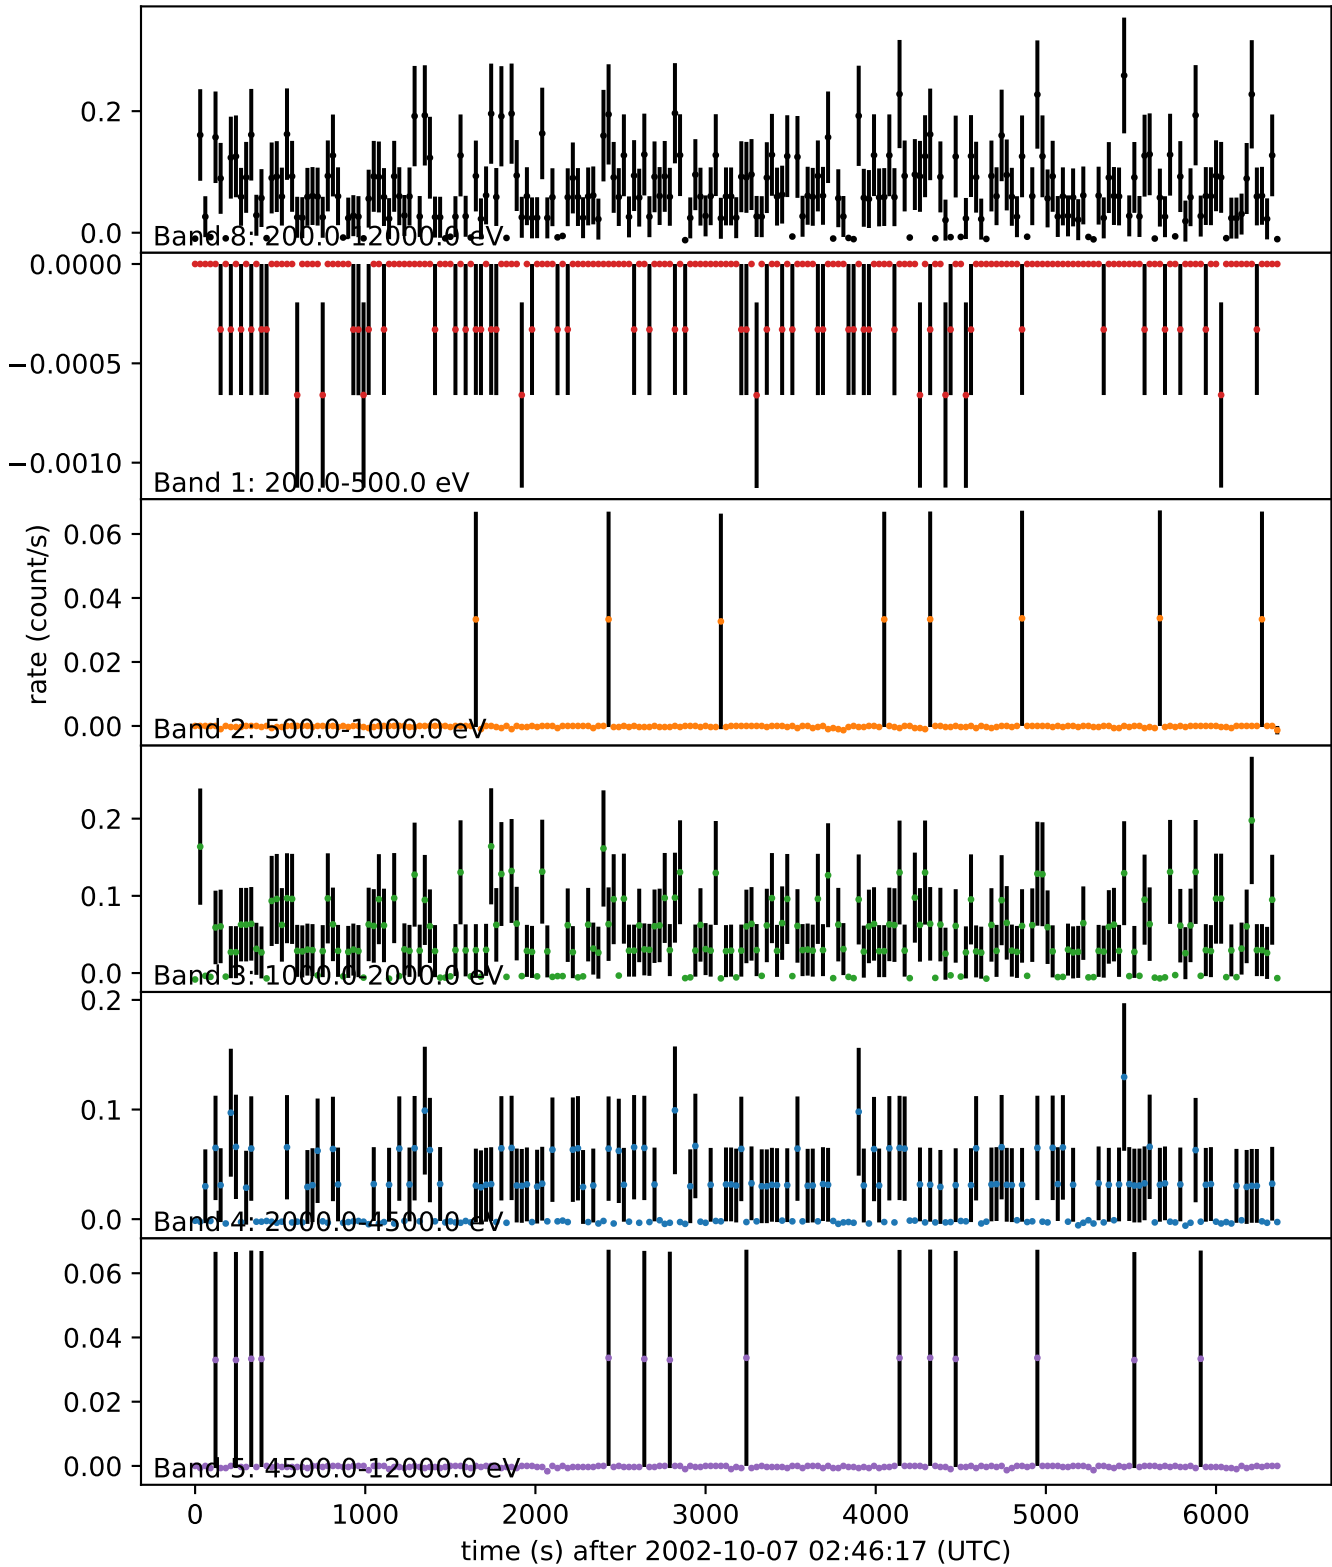 0.2
0.0
Band 8: 200.0-12000.0 eV
0.0000
−0.0005
−0.0010
Band 1: 200.0-500.0 eV
rate (count/s)
0.06
0.04
0.02
0.00
Band 2: 500.0-1000.0 eV
0.2
0.1
0.0
Band 3: 1000.0-2000.0 eV
0.2
0.1
0.0
Band 4: 2000.0-4500.0 eV
0.06
0.04
0.02
0.00
Band 5: 4500.0-12000.0 eV
0 1000 2000 3000 4000 5000 6000
time (s) after 2002-10-07 02:46:17 (UTC)